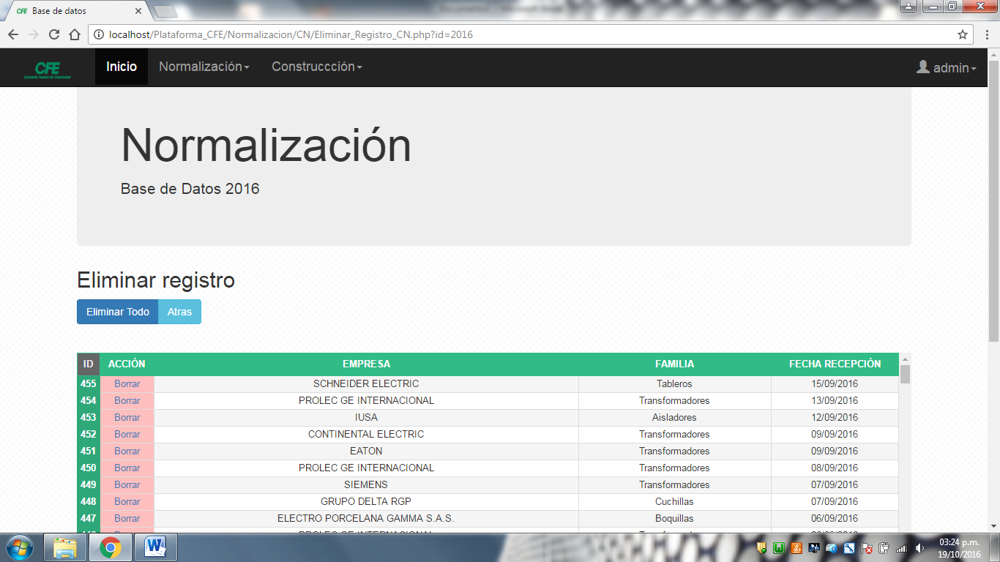 Base de datos
localhost/Plataforma_CFE/Normalizacion/CN/Eliminar_Registro_CN.php?id=2016
CFE
Inicio
Normalización
Construccción
admin
Normalización
Base de Datos 2016
Eliminar registro
Eliminar Todo
Atras
ID ACCIÓN EMPRESA FAMILIA FECHA RECEPCIÓN
455 Borrar SCHNEIDER ELECTRIC Tableros 15/09/2016
454 Borrar PROLEC GE INTERNACIONAL Transformadores 13/09/2016
453 Borrar IUSA Aisladores 12/09/2016
452 Borrar CONTINENTAL ELECTRIC Transformadores 09/09/2016
451 Borrar EATON Transformadores 09/09/2016
450 Borrar PROLEC GE INTERNACIONAL Transformadores 08/09/2016
449 Borrar SIEMENS Transformadores 07/09/2016
448 Borrar GRUPO DELTA RGP Cuchillas 07/09/2016
447 Borrar ELECTRO PORCELANA GAMMA S.A.S. Boquillas 06/09/2016
03:24 p.m.
19/10/2016